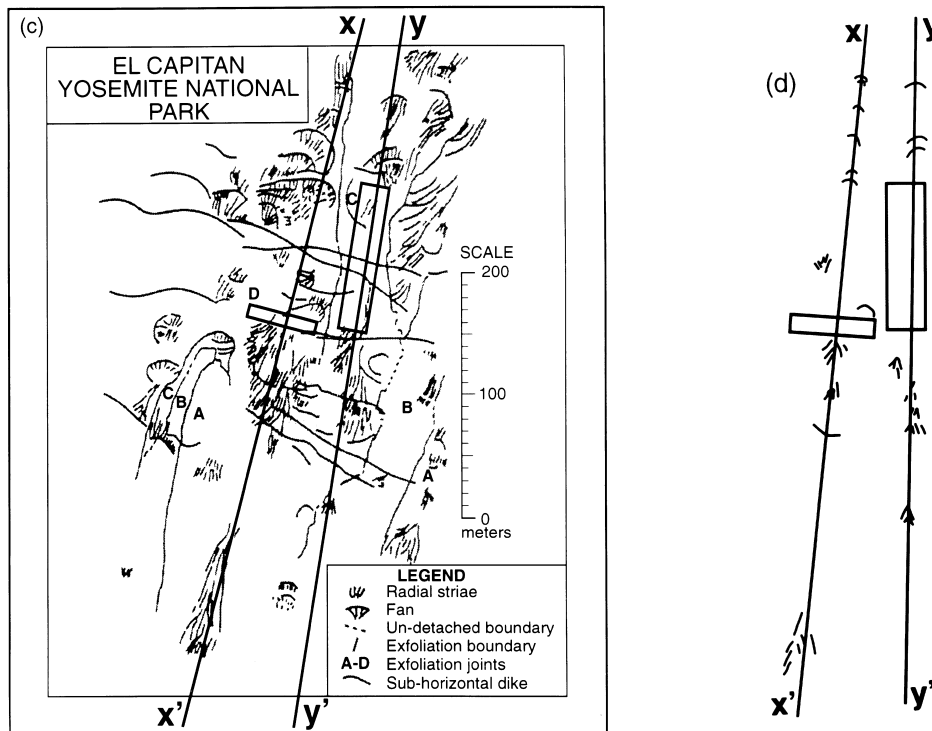 (c)
x y
EL CAPITAN
YOSEMITE NATIONAL
PARK
C
SCALE
200
D
100
C
B
A
B
A
0
meters
LEGEND
Radial striae
Fan
Un-detached boundary
Exfoliation boundary
A-D Exfoliation joints
Sub-horizontal dike
x' y'
(d)
x y
x' y'